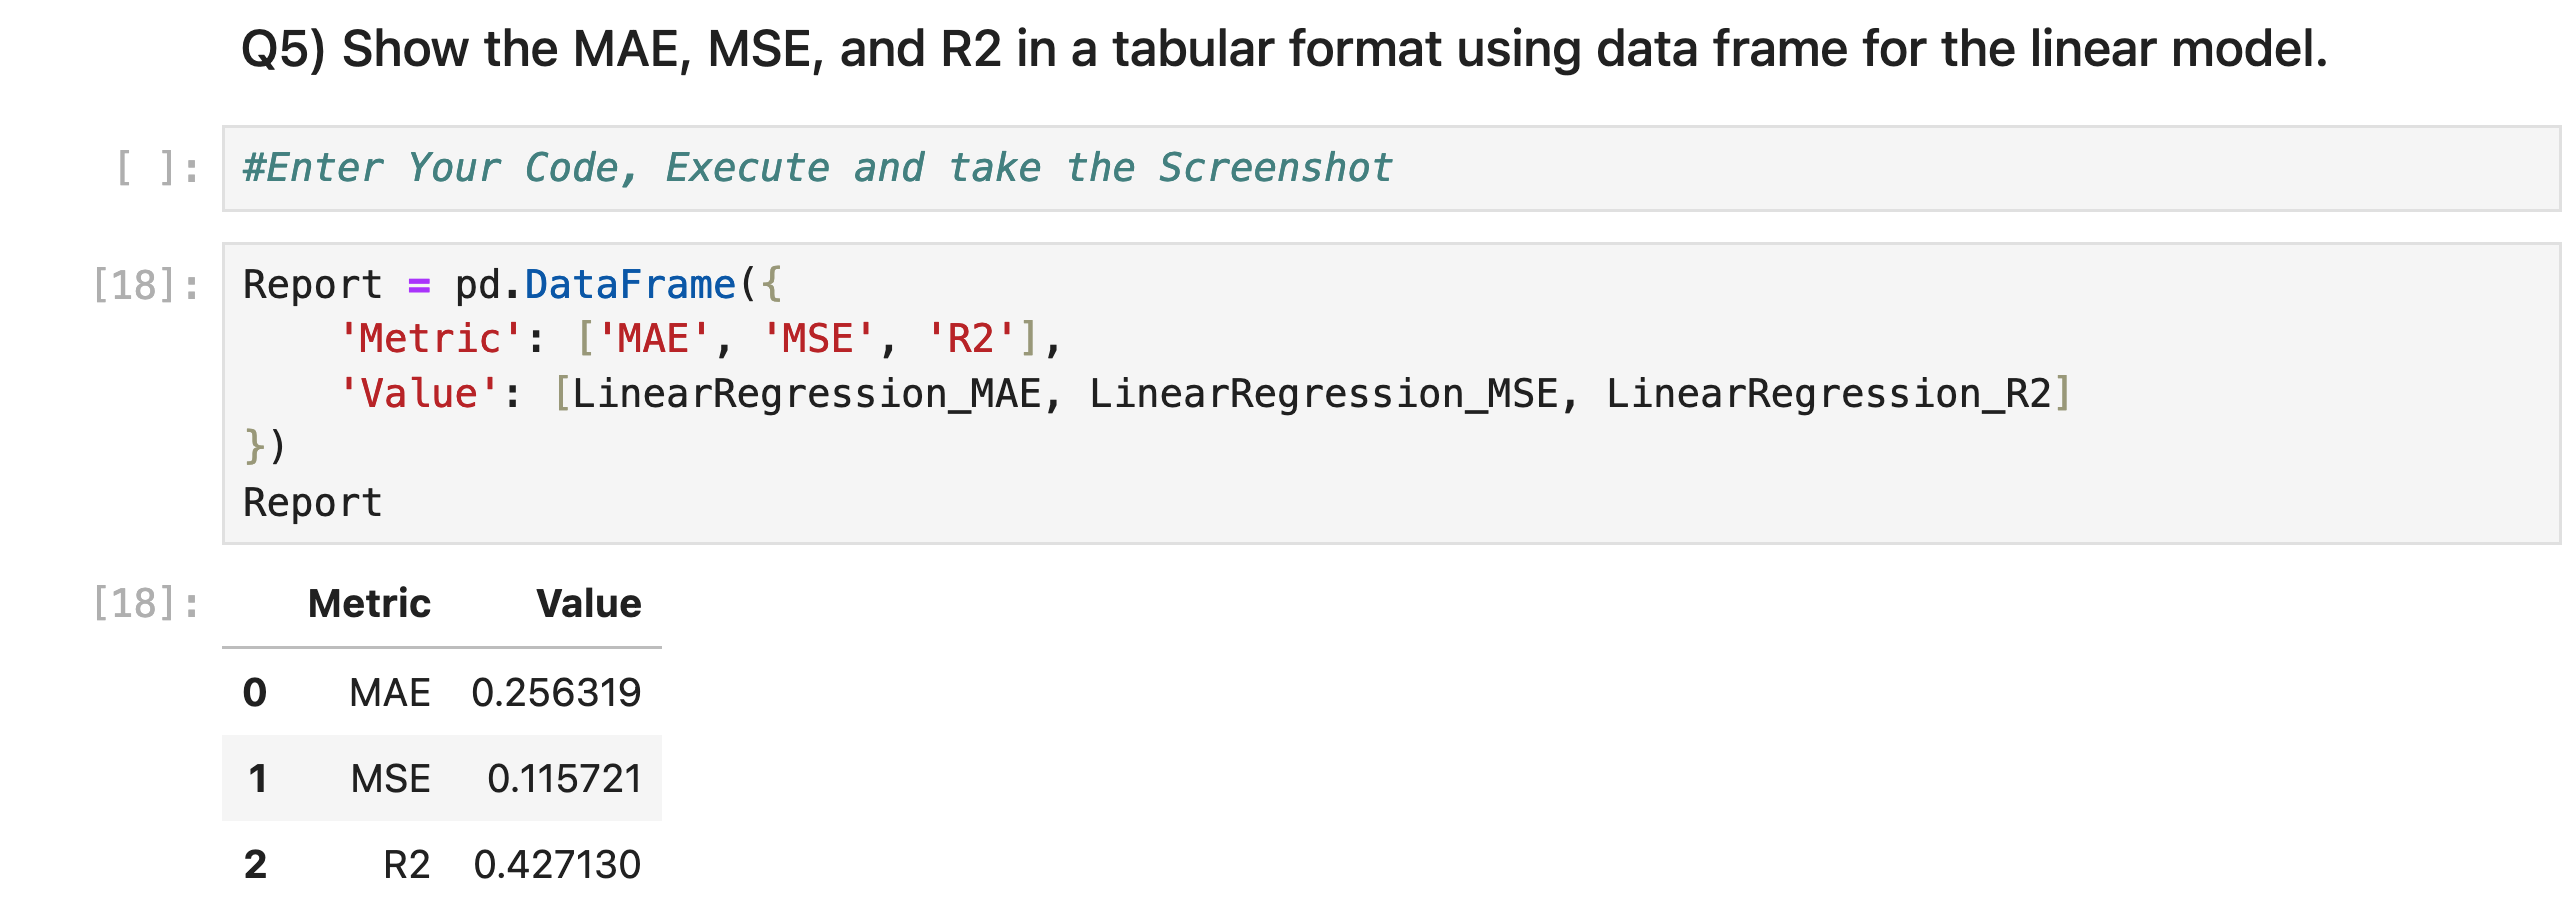 Q5) Show the MAE, MSE, and R2 in a tabular format using data frame for the linear model.
[ ]: #Enter Your Code, Execute and take the Screenshot
[18]: Report = pd.DataFrame({
    'Metric': ['MAE', 'MSE', 'R2'],
    'Value': [LinearRegression_MAE, LinearRegression_MSE, LinearRegression_R2]
})
Report
[18]: Metric Value
0 MAE 0.256319
1 MSE 0.115721
2 R2 0.427130